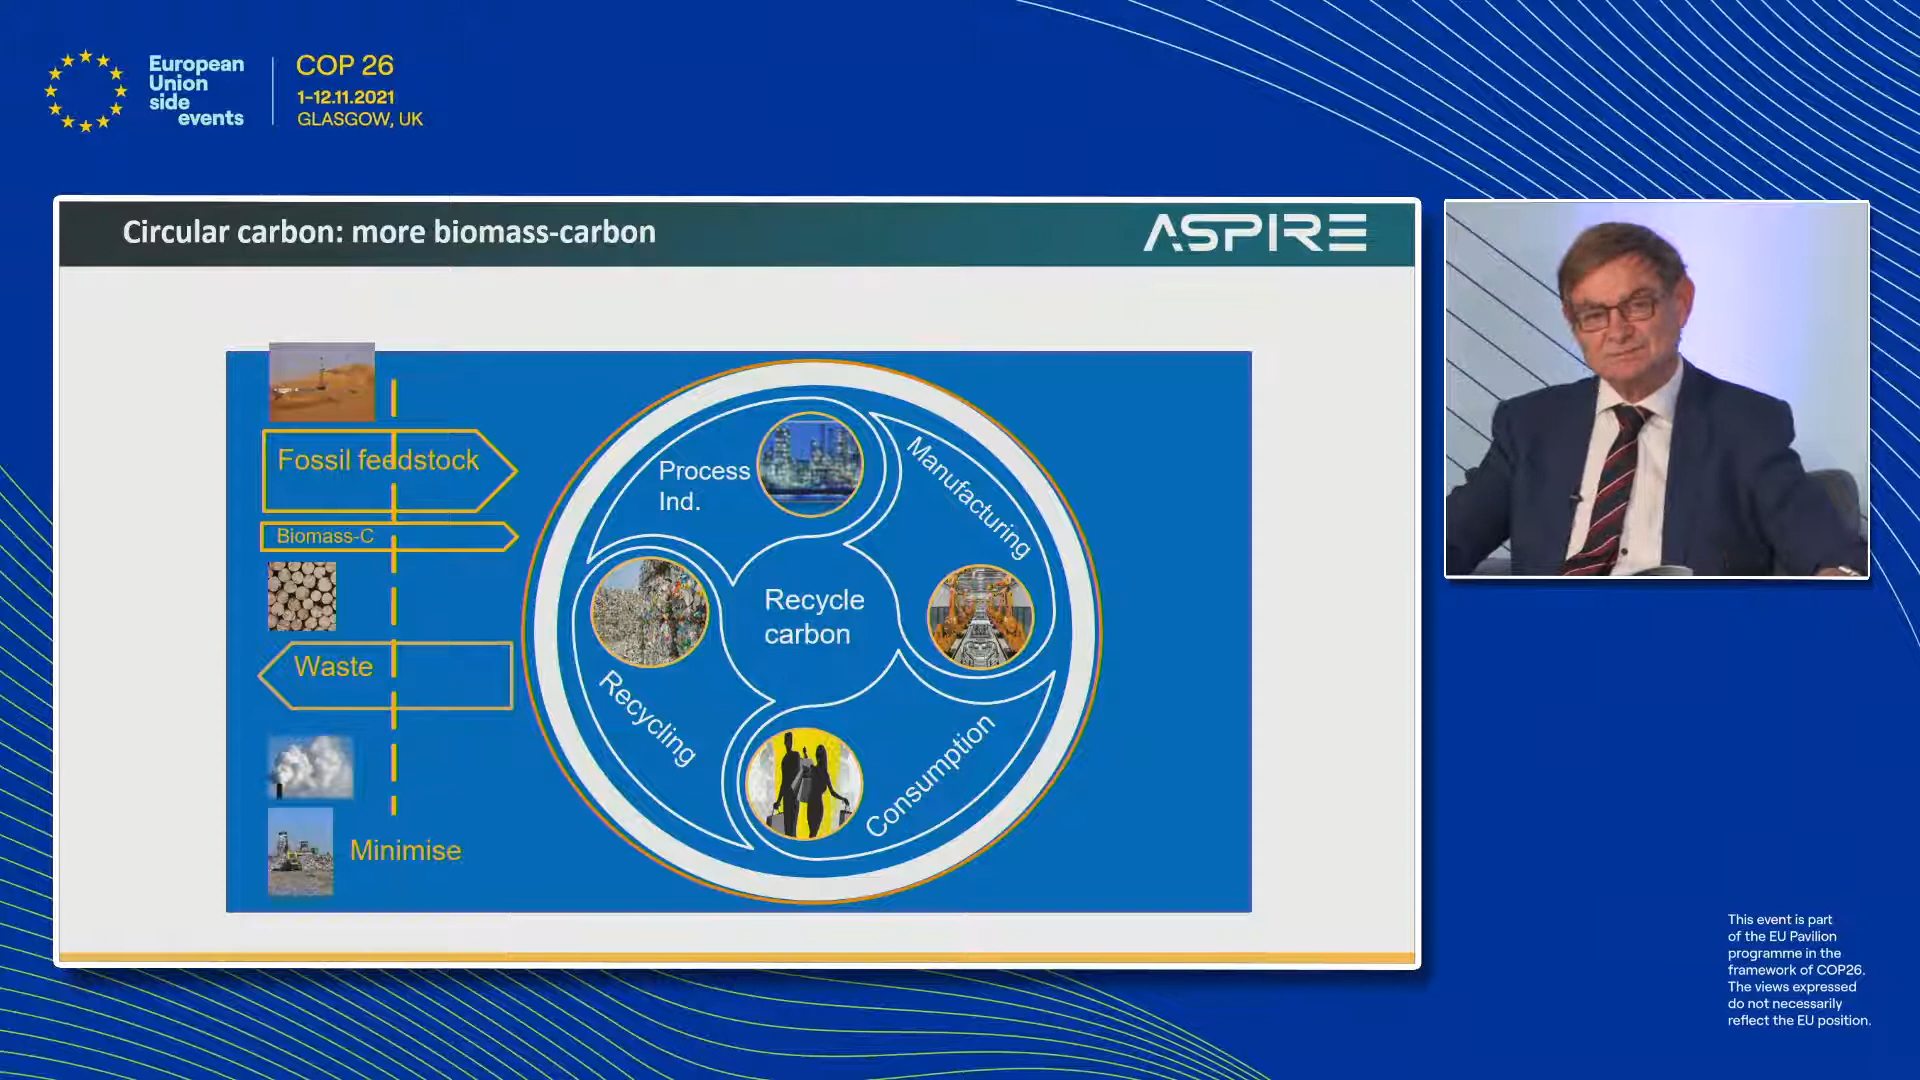 European
Union
side
events
COP 26
1-12.11.2021
GLASGOW, UK
Circular carbon: more biomass-carbon
ASPIRE
Fossil feedstock
Biomass-C
Waste
Minimise
Process
Ind.
Manufacturing
Recycle
carbon
Recycling
Consumption
This event is part
of the EU Pavilion
programme in the
framework of COP26.
The views expressed
do not necessarily
reflect the EU position.